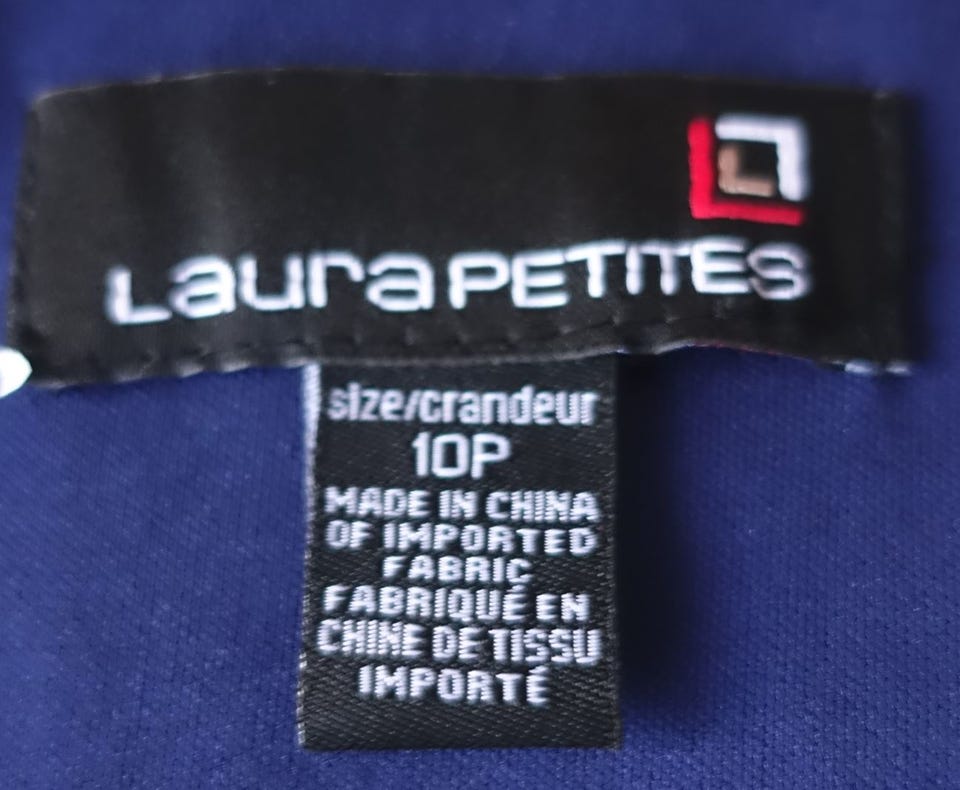 Laura PETITES
size/crandeur
10P
MADE IN CHINA
OF IMPORTED
FABRIC
FABRIQUÉ EN
CHINE DE TISSU
IMPORTÉ